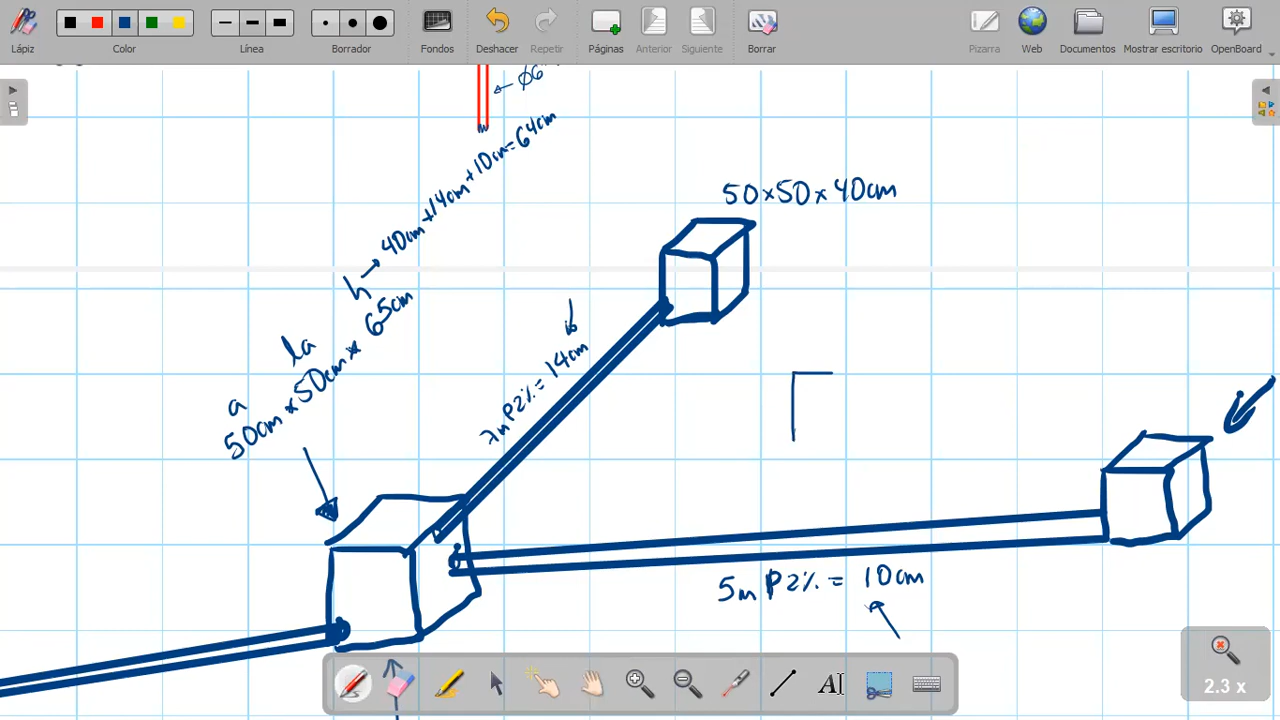 Lápiz
Color
Línea
Borrador
Fondos
Deshacer
Repetir
Páginas
Anterior
Siguiente
Borrar
Pizarra
Web
Documentos
Mostrar escritorio
OpenBoard
h → 40cm+14cm+10cm=64cm
50×50×40cm
a
la
50cm×50cm× 65cm
7m P2%= 14cm
5m P2% = 10cm
2.3 x